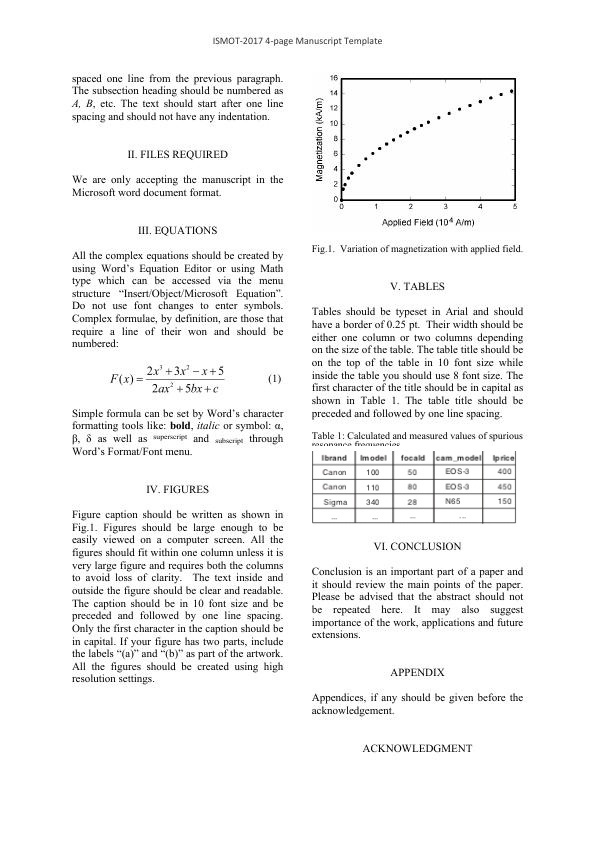 ISMOT-2017 4-page Manuscript Template
spaced one line from the previous paragraph.
The subsection heading should be numbered as
A, B, etc. The text should start after one line
spacing and should not have any indentation.
II. FILES REQUIRED
We are only accepting the manuscript in the
Microsoft word document format.
III. EQUATIONS
All the complex equations should be created by
using Word's Equation Editor or using Math
type which can be accessed via the menu
structure “Insert/Object/Microsoft Equation”.
Do not use font changes to enter symbols.
Complex formulae, by definition, are those that
require a line of their won and should be
numbered:
F(x) = (2x³ + 3x² − x + 5) / (2ax² + 5bx + c) (1)
Simple formula can be set by Word's character
formatting tools like: bold, italic or symbol: α,
β, δ as well as superscript and subscript through
Word's Format/Font menu.
IV. FIGURES
Figure caption should be written as shown in
Fig.1. Figures should be large enough to be
easily viewed on a computer screen. All the
figures should fit within one column unless it is
very large figure and requires both the columns
to avoid loss of clarity. The text inside and
outside the figure should be clear and readable.
The caption should be in 10 font size and be
preceded and followed by one line spacing.
Only the first character in the caption should be
in capital. If your figure has two parts, include
the labels “(a)” and “(b)” as part of the artwork.
All the figures should be created using high
resolution settings.
16
14
12
10
8
6
4
2
0
Magnetization (kA/m)
0 1 2 3 4 5
Applied Field (10⁴ A/m)
Fig.1. Variation of magnetization with applied field.
V. TABLES
Tables should be typeset in Arial and should
have a border of 0.25 pt. Their width should be
either one column or two columns depending
on the size of the table. The table title should be
on the top of the table in 10 font size while
inside the table you should use 8 font size. The
first character of the title should be in capital as
shown in Table 1. The table title should be
preceded and followed by one line spacing.
Table 1: Calculated and measured values of spurious
resonance frequencies
lbrand lmodel focald cam_model lprice
Canon 100 50 EOS-3 400
Canon 110 80 EOS-3 450
Sigma 340 28 N65 150
... ... ... ...
VI. CONCLUSION
Conclusion is an important part of a paper and
it should review the main points of the paper.
Please be advised that the abstract should not
be repeated here. It may also suggest
importance of the work, applications and future
extensions.
APPENDIX
Appendices, if any should be given before the
acknowledgement.
ACKNOWLEDGMENT